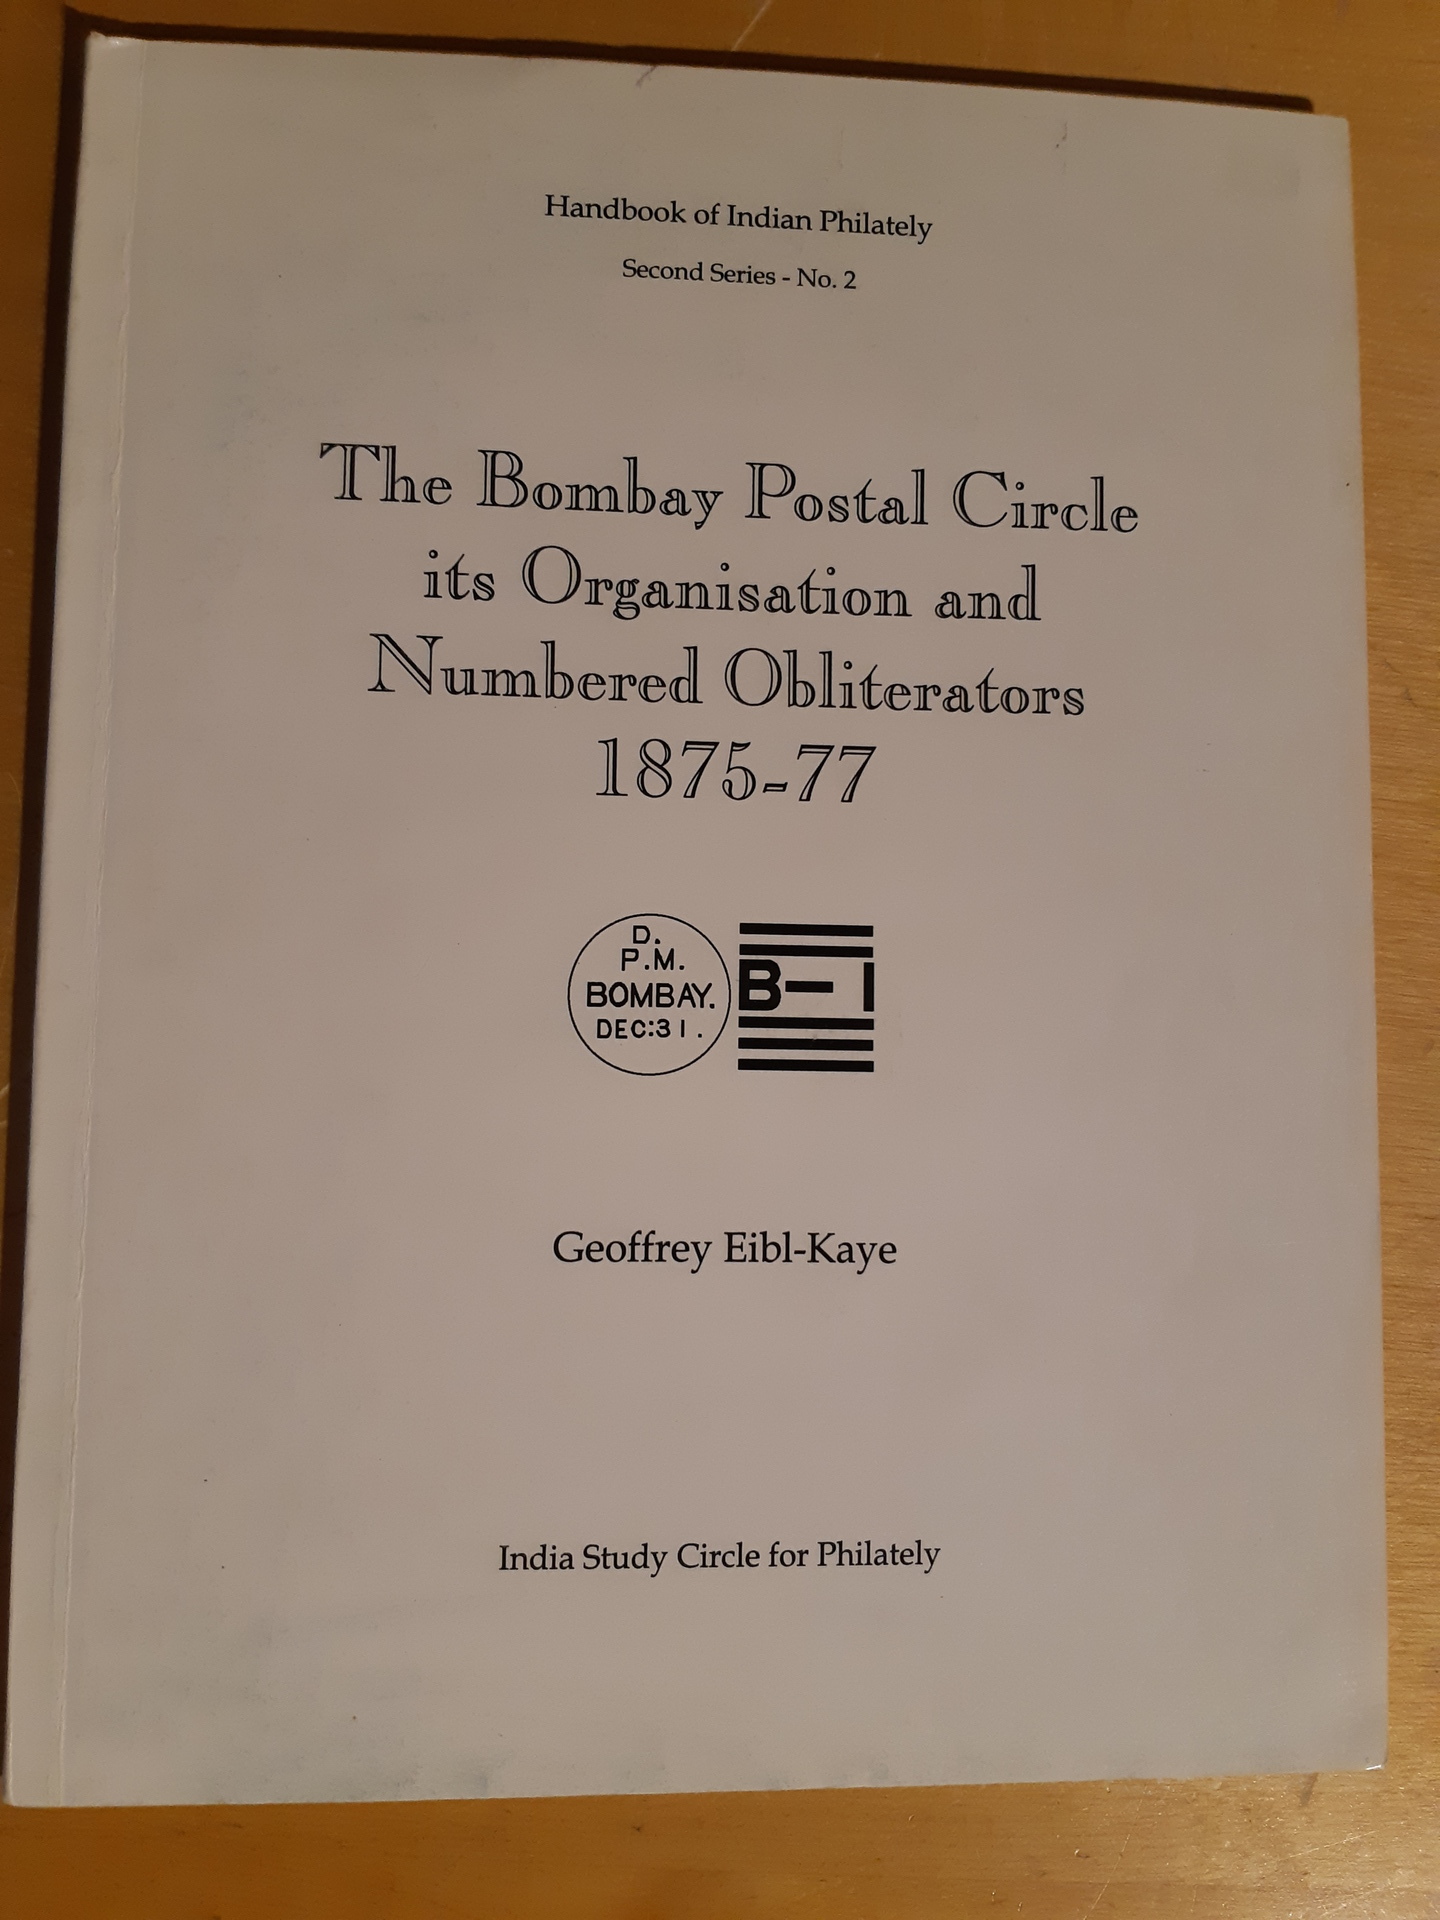 Handbook of Indian Philately
Second Series - No. 2
The Bombay Postal Circle
its Organisation and
Numbered Obliterators
1875-77
D.
P.M.
BOMBAY.
DEC:31.
B-1
Geoffrey Eibl-Kaye
India Study Circle for Philately